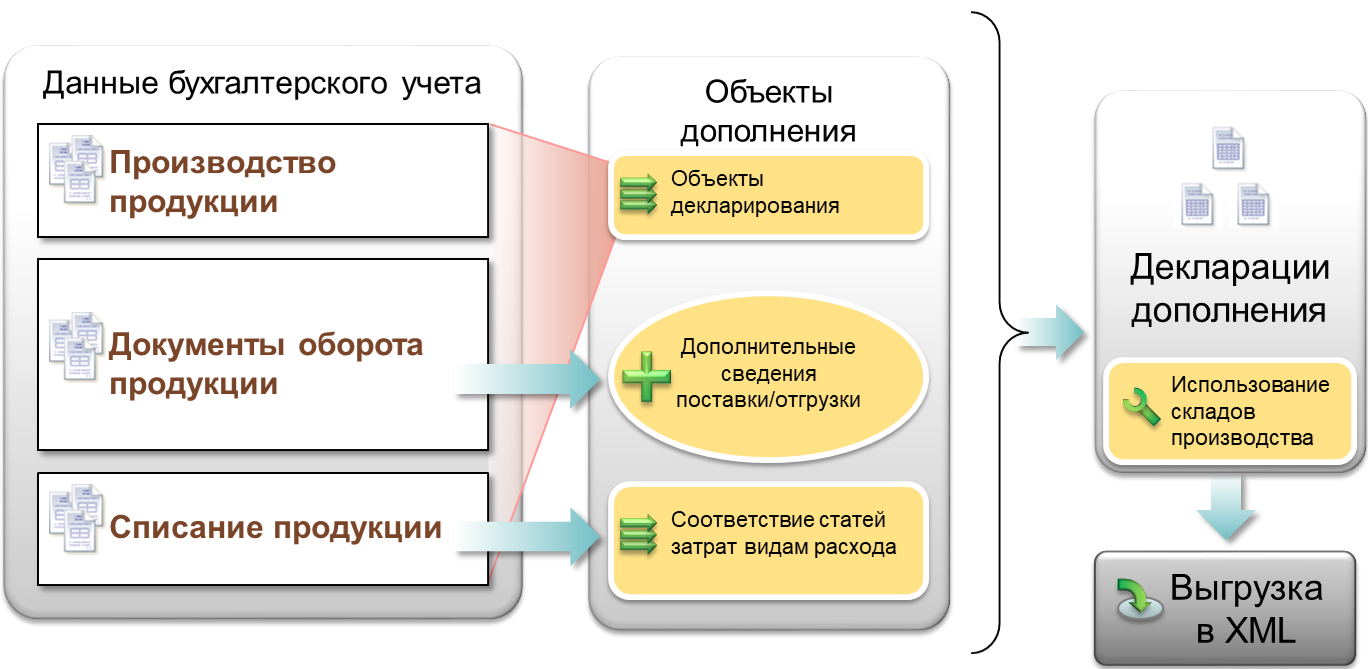 Данные бухгалтерского учета
Производство
продукции
Документы оборота
продукции
Списание продукции
Объекты
дополнения
Объекты
декларирования
Дополнительные
сведения
поставки/отгрузки
Соответствие статей
затрат видам расхода
Декларации
дополнения
Использование
складов
производства
Выгрузка
в XML